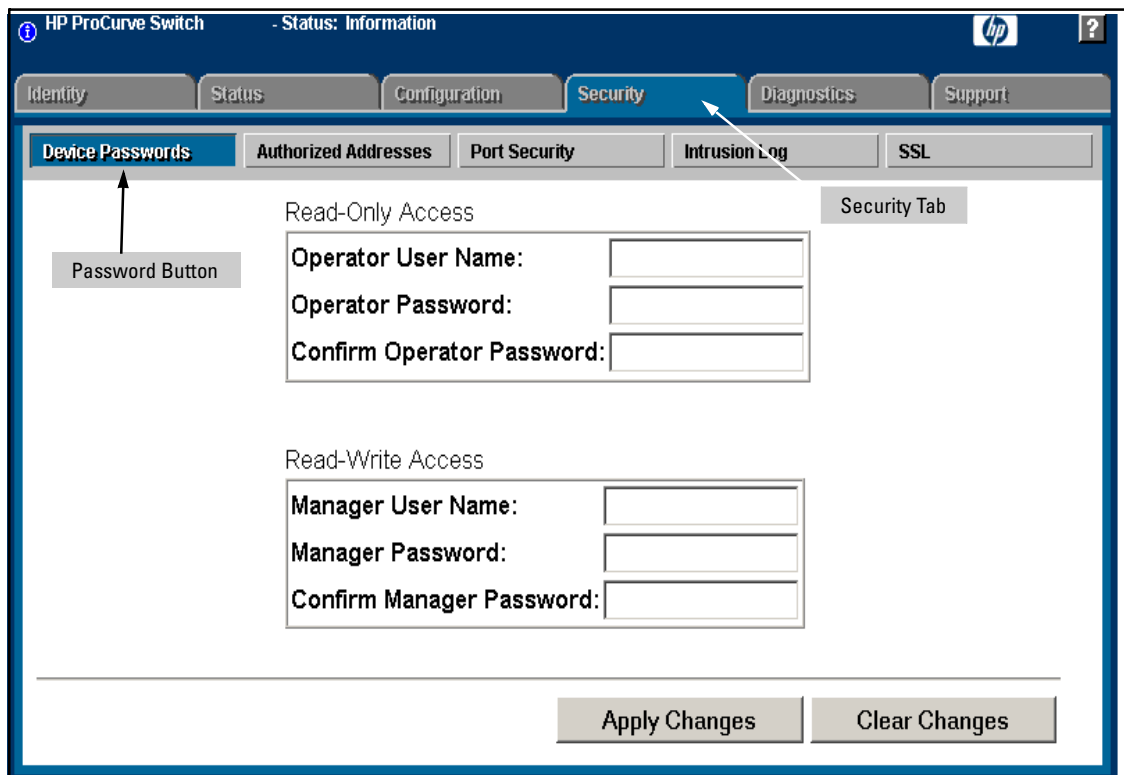 HP ProCurve Switch - Status: Information
hp ?
Identity Status Configuration Security Diagnostics Support
Device Passwords Authorized Addresses Port Security Intrusion Log SSL
Security Tab
Password Button
Read-Only Access
Operator User Name:
Operator Password:
Confirm Operator Password:
Read-Write Access
Manager User Name:
Manager Password:
Confirm Manager Password:
Apply Changes Clear Changes